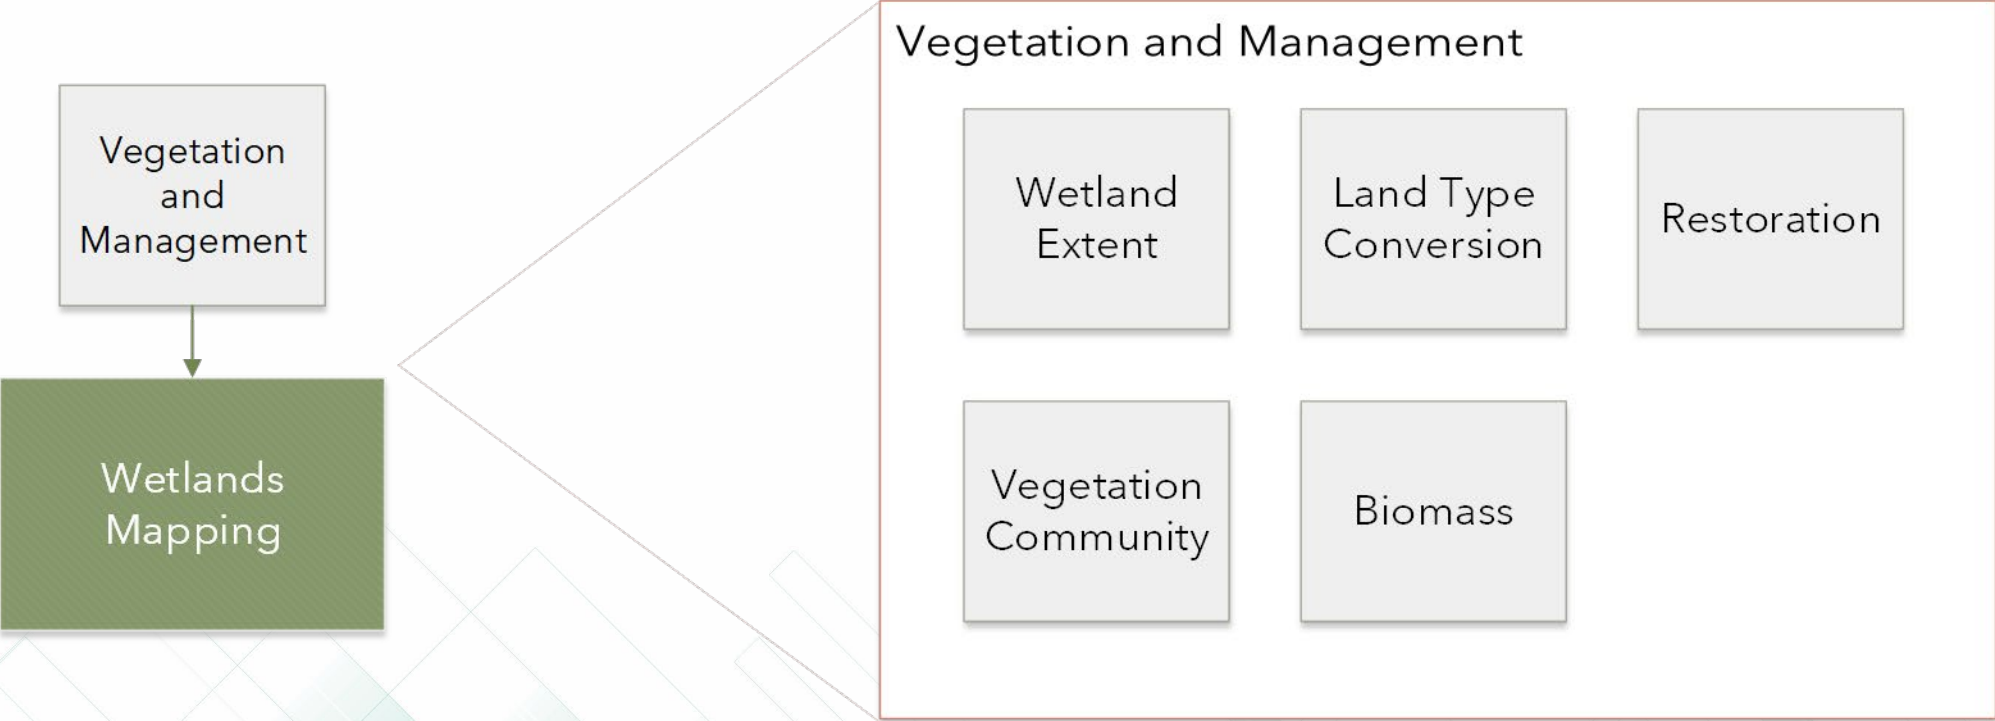 Vegetation
and
Management
Wetlands
Mapping
Vegetation and Management
Wetland
Extent
Land Type
Conversion
Restoration
Vegetation
Community
Biomass